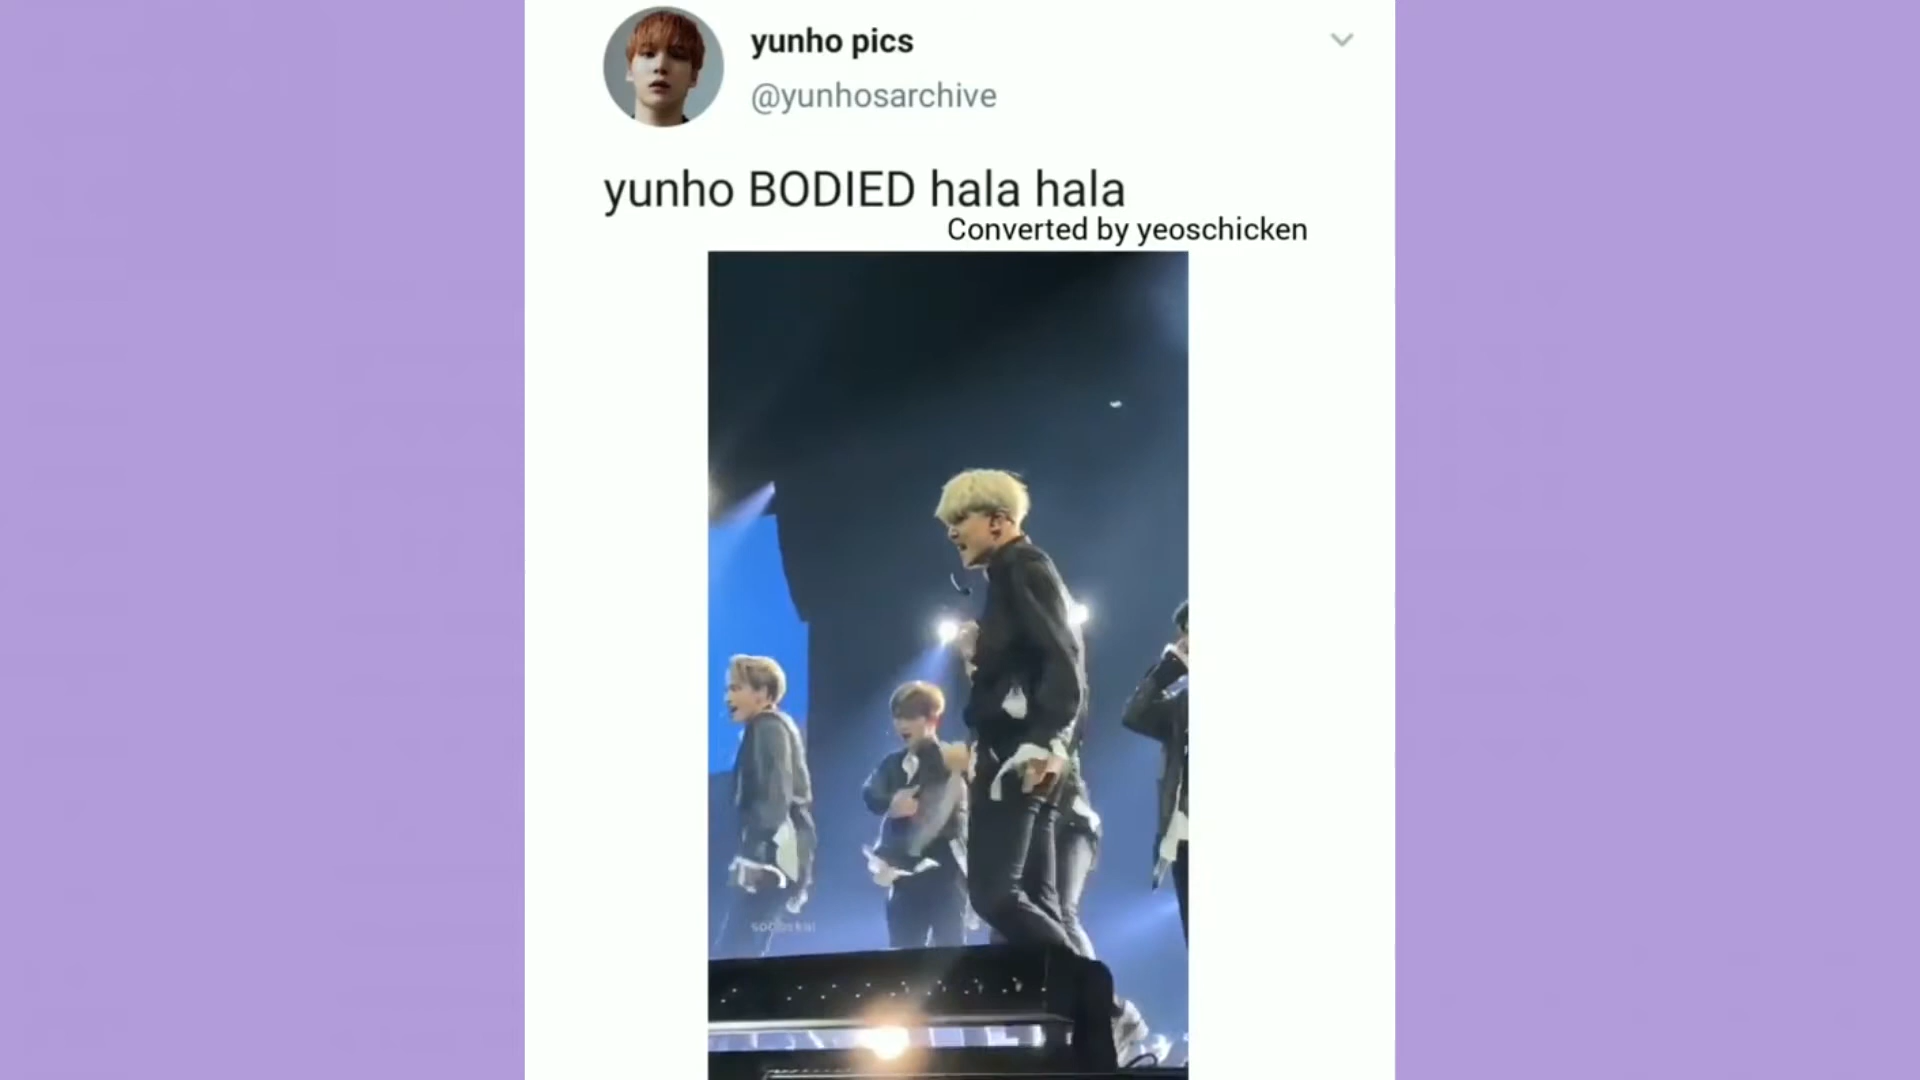 yunho pics
@yunhosarchive
yunho BODIED hala hala
Converted by yeoschicken